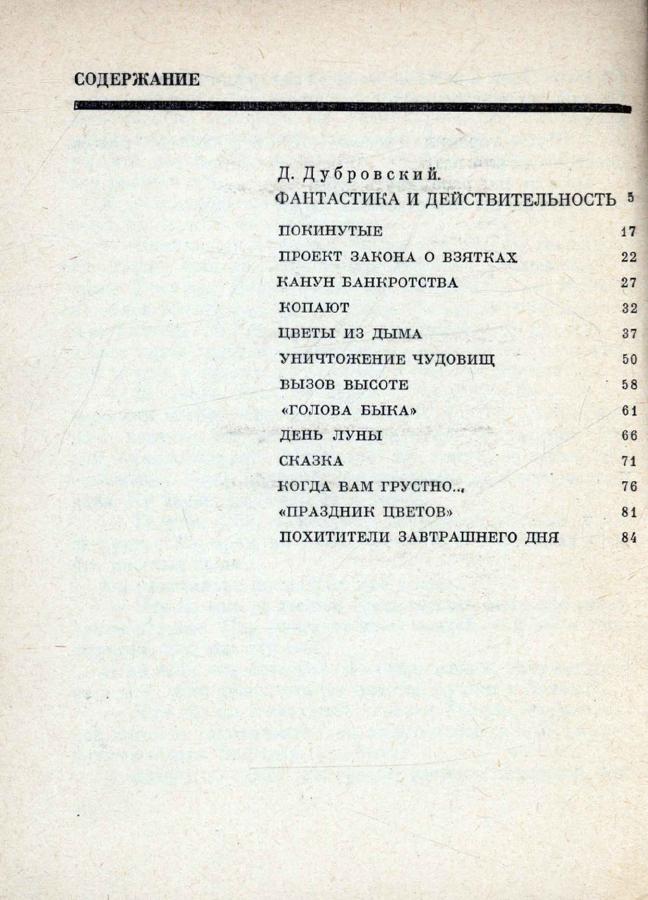 СОДЕРЖАНИЕ
Д. Дубровский.
ФАНТАСТИКА И ДЕЙСТВИТЕЛЬНОСТЬ 5
ПОКИНУТЫЕ 17
ПРОЕКТ ЗАКОНА О ВЗЯТКАХ 22
КАНУН БАНКРОТСТВА 27
КОПАЮТ 32
ЦВЕТЫ ИЗ ДЫМА 37
УНИЧТОЖЕНИЕ ЧУДОВИЩ 50
ВЫЗОВ ВЫСОТЕ 58
«ГОЛОВА БЫКА» 61
ДЕНЬ ЛУНЫ 66
СКАЗКА 71
КОГДА ВАМ ГРУСТНО... 76
«ПРАЗДНИК ЦВЕТОВ» 81
ПОХИТИТЕЛИ ЗАВТРАШНЕГО ДНЯ 84